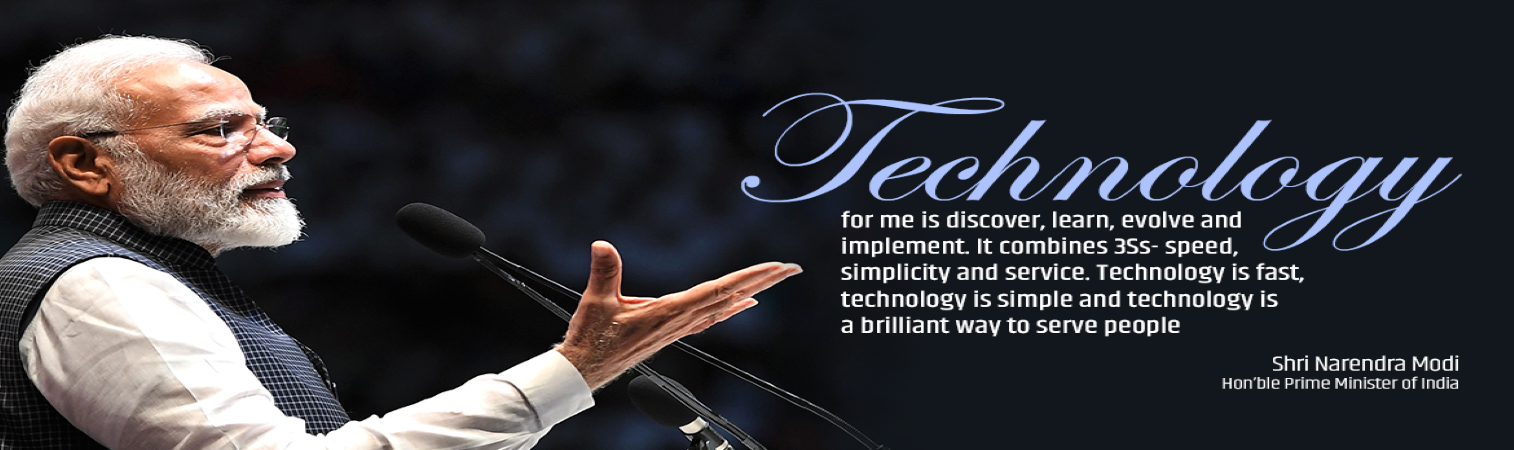 Technology
for me is discover, learn, evolve and
implement. It combines 3Ss- speed,
simplicity and service. Technology is fast,
technology is simple and technology is
a brilliant way to serve people
Shri Narendra Modi
Hon'ble Prime Minister of India